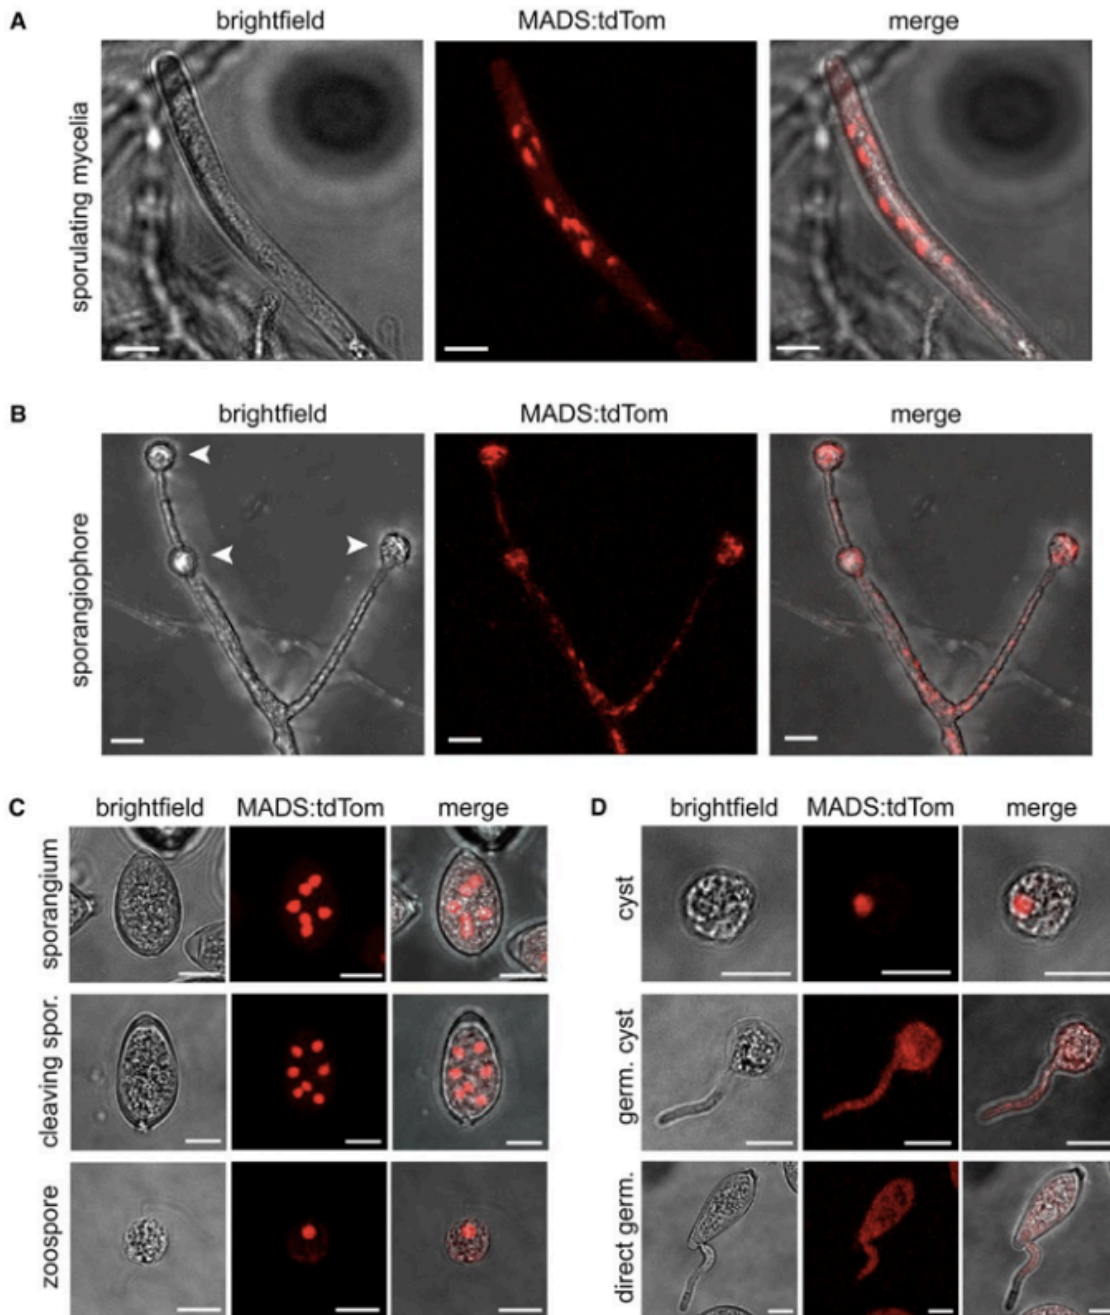 A brightfield MADS:tdTom merge
sporulating mycelia
B brightfield MADS:tdTom merge
sporangiophore
C brightfield MADS:tdTom merge
sporangium
cleaving spor.
zoospore
D brightfield MADS:tdTom merge
cyst
germ. cyst
direct germ.